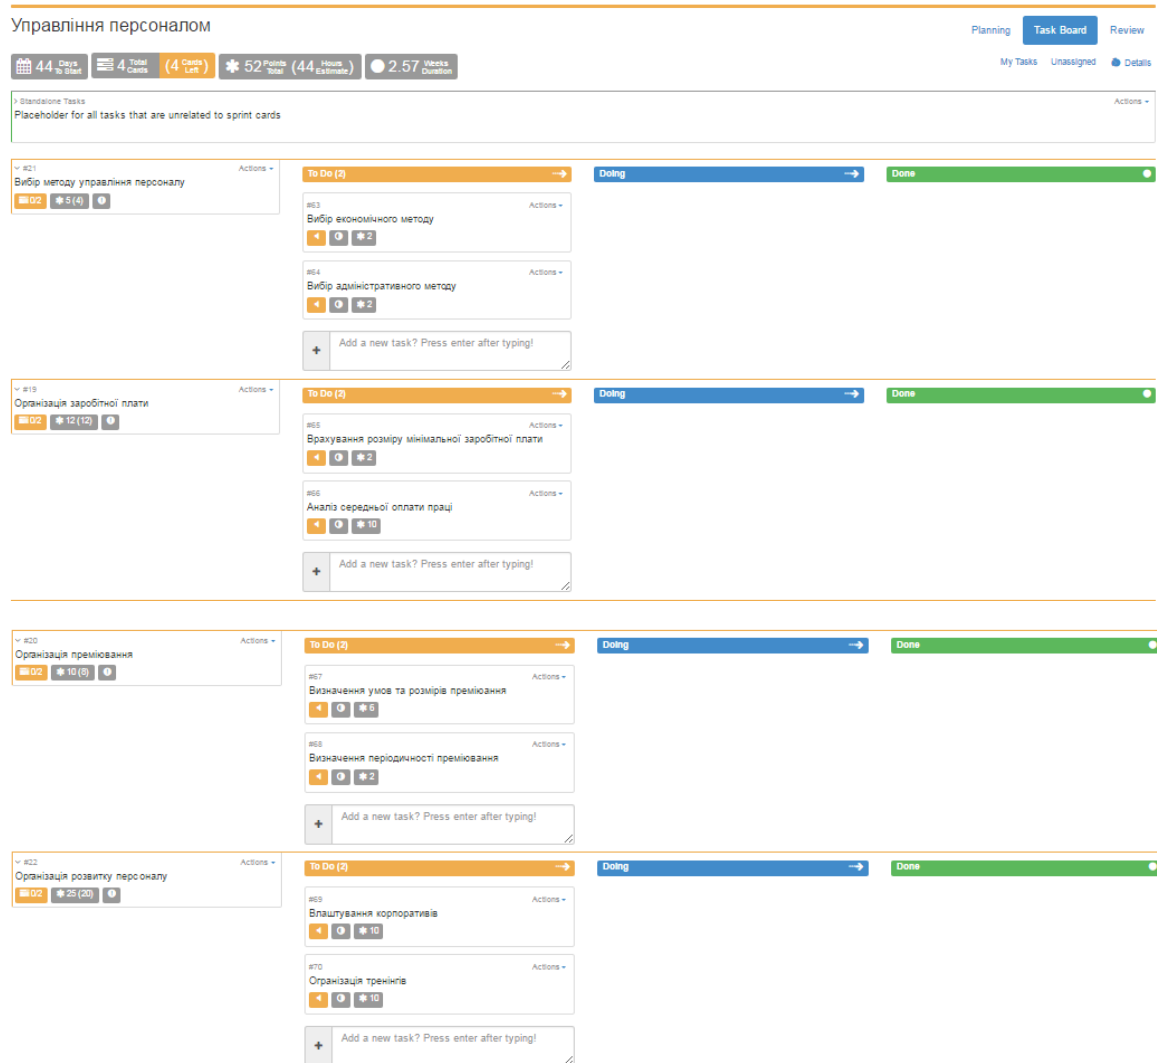 Управління персоналом
Planning Task Board Review
44 Days To Start 4 Total Cards (4 Cards Left) 52 Points Total (44 Hours Estimate) 2.57 Weeks Duration
My Tasks Unassigned Details
Standalone Tasks Actions
Placeholder for all tasks that are unrelated to sprint cards
#21 Actions
Вибір методу управління персоналу
0/2 5 (4)
To Do (2) Doing Done
#63 Actions
Вибір економічного методу
2
#64 Actions
Вибір адміністративного методу
2
Add a new task? Press enter after typing!
#19 Actions
Організація заробітної плати
0/2 12 (12)
To Do (2) Doing Done
#65 Actions
Врахування розміру мінімальної заробітної плати
2
#66 Actions
Аналіз середньої оплати праці
10
Add a new task? Press enter after typing!
#20 Actions
Організація преміювання
0/2 10 (8)
To Do (2) Doing Done
#67 Actions
Визначення умов та розмірів преміювання
6
#68 Actions
Визначення періодичності преміювання
2
Add a new task? Press enter after typing!
#22 Actions
Організація розвитку персоналу
0/2 25 (20)
To Do (2) Doing Done
#69 Actions
Влаштування корпоративів
10
#70 Actions
Огранізація тренінгів
10
Add a new task? Press enter after typing!